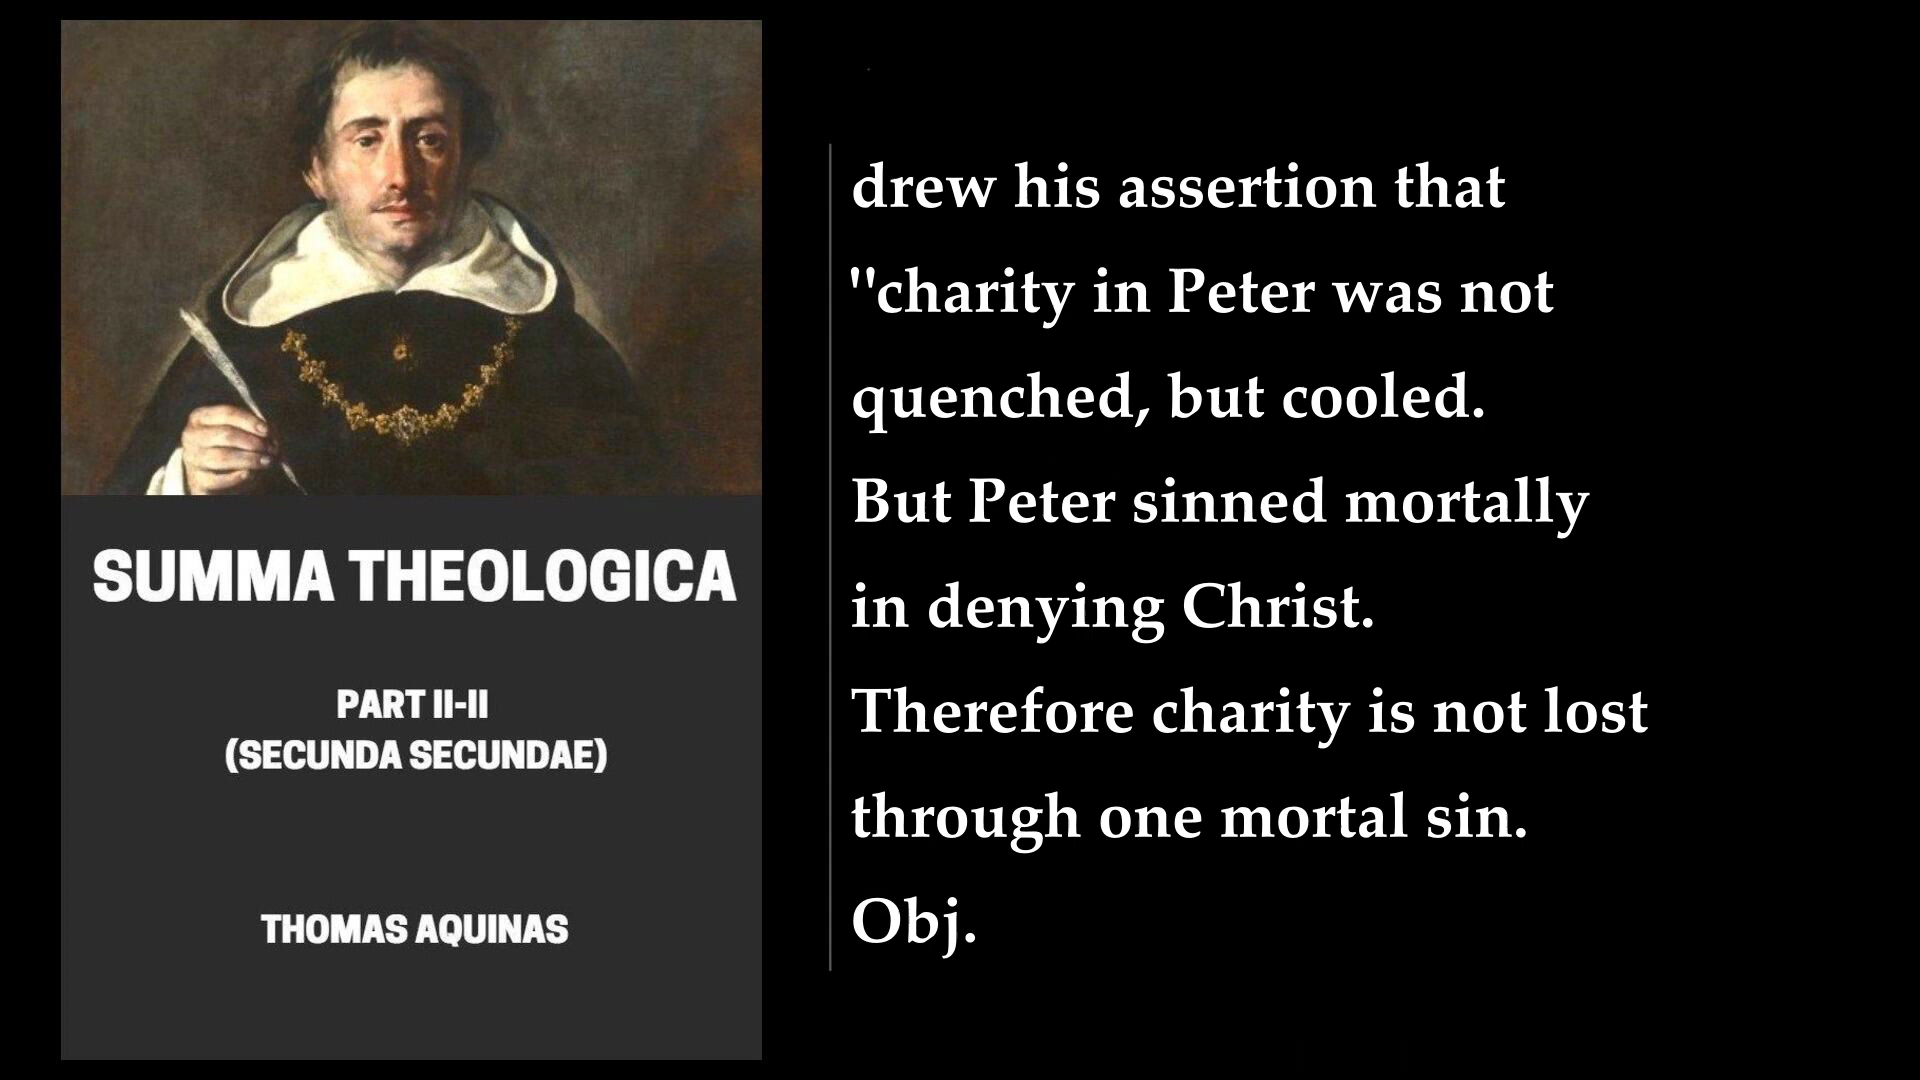 SUMMA THEOLOGICA
PART II-II
(SECUNDA SECUNDAE)
THOMAS AQUINAS
drew his assertion that
"charity in Peter was not
quenched, but cooled.
But Peter sinned mortally
in denying Christ.
Therefore charity is not lost
through one mortal sin.
Obj.